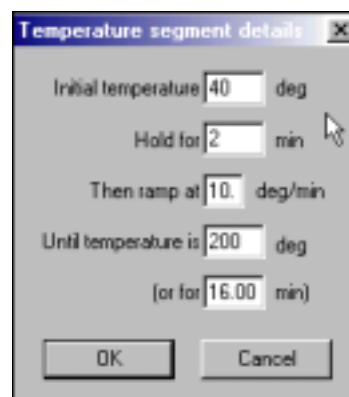 Temperature segment details
Initial temperature 40 deg
Hold for 2 min
Then ramp at 10. deg/min
Until temperature is 200 deg
(or for 16.00 min)
OK Cancel